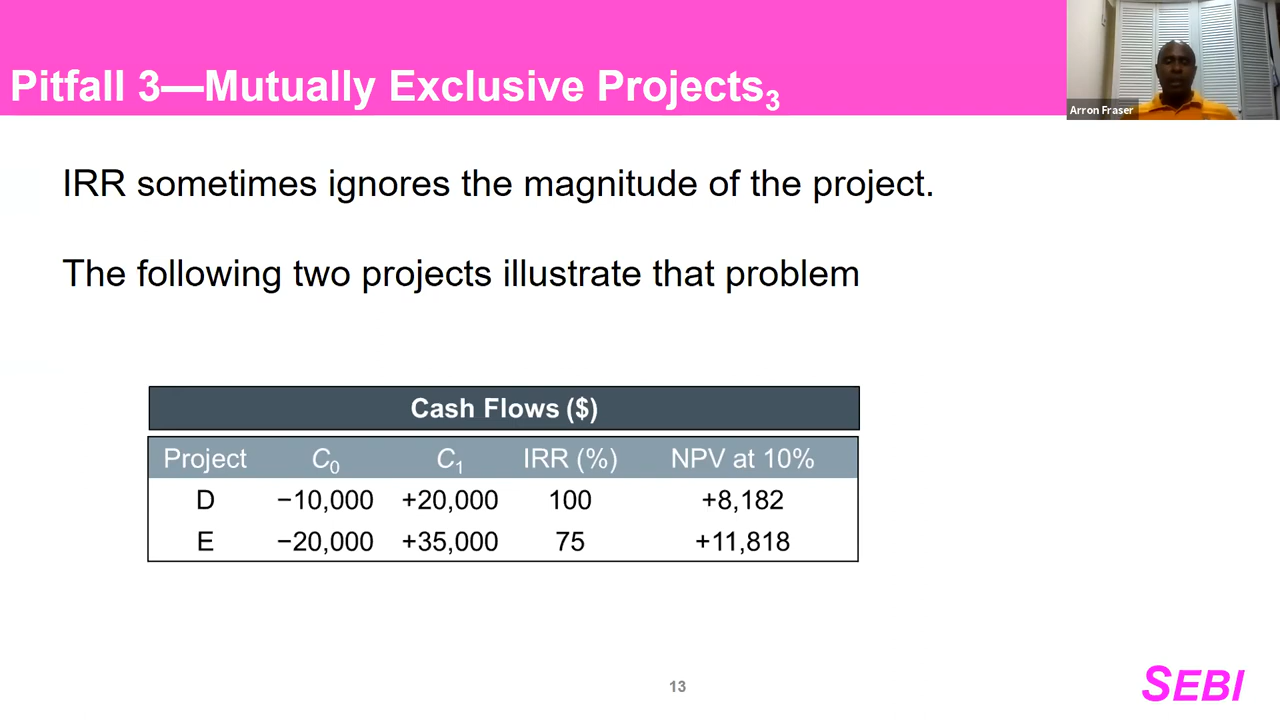 Pitfall 3—Mutually Exclusive Projects3
Arron Fraser
IRR sometimes ignores the magnitude of the project.
The following two projects illustrate that problem
Cash Flows ($)
Project C0 C1 IRR (%) NPV at 10%
D −10,000 +20,000 100 +8,182
E −20,000 +35,000 75 +11,818
13
SEBI